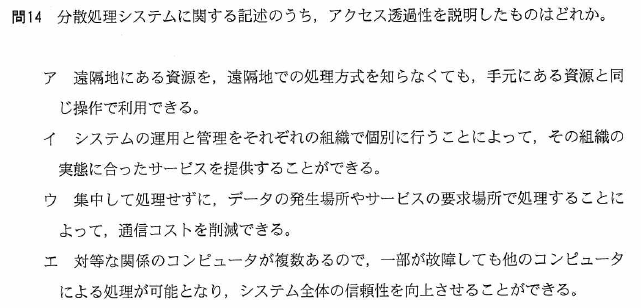 問14 分散処理システムに関する記述のうち，アクセス透過性を説明したものはどれか。
ア 遠隔地にある資源を，遠隔地での処理方式を知らなくても，手元にある資源と同
じ操作で利用できる。
イ システムの運用と管理をそれぞれの組織で個別に行うことによって，その組織の
実態に合ったサービスを提供することができる。
ウ 集中して処理せずに，データの発生場所やサービスの要求場所で処理することに
よって，通信コストを削減できる。
エ 対等な関係のコンピュータが複数あるので，一部が故障しても他のコンピュータ
による処理が可能となり，システム全体の信頼性を向上させることができる。